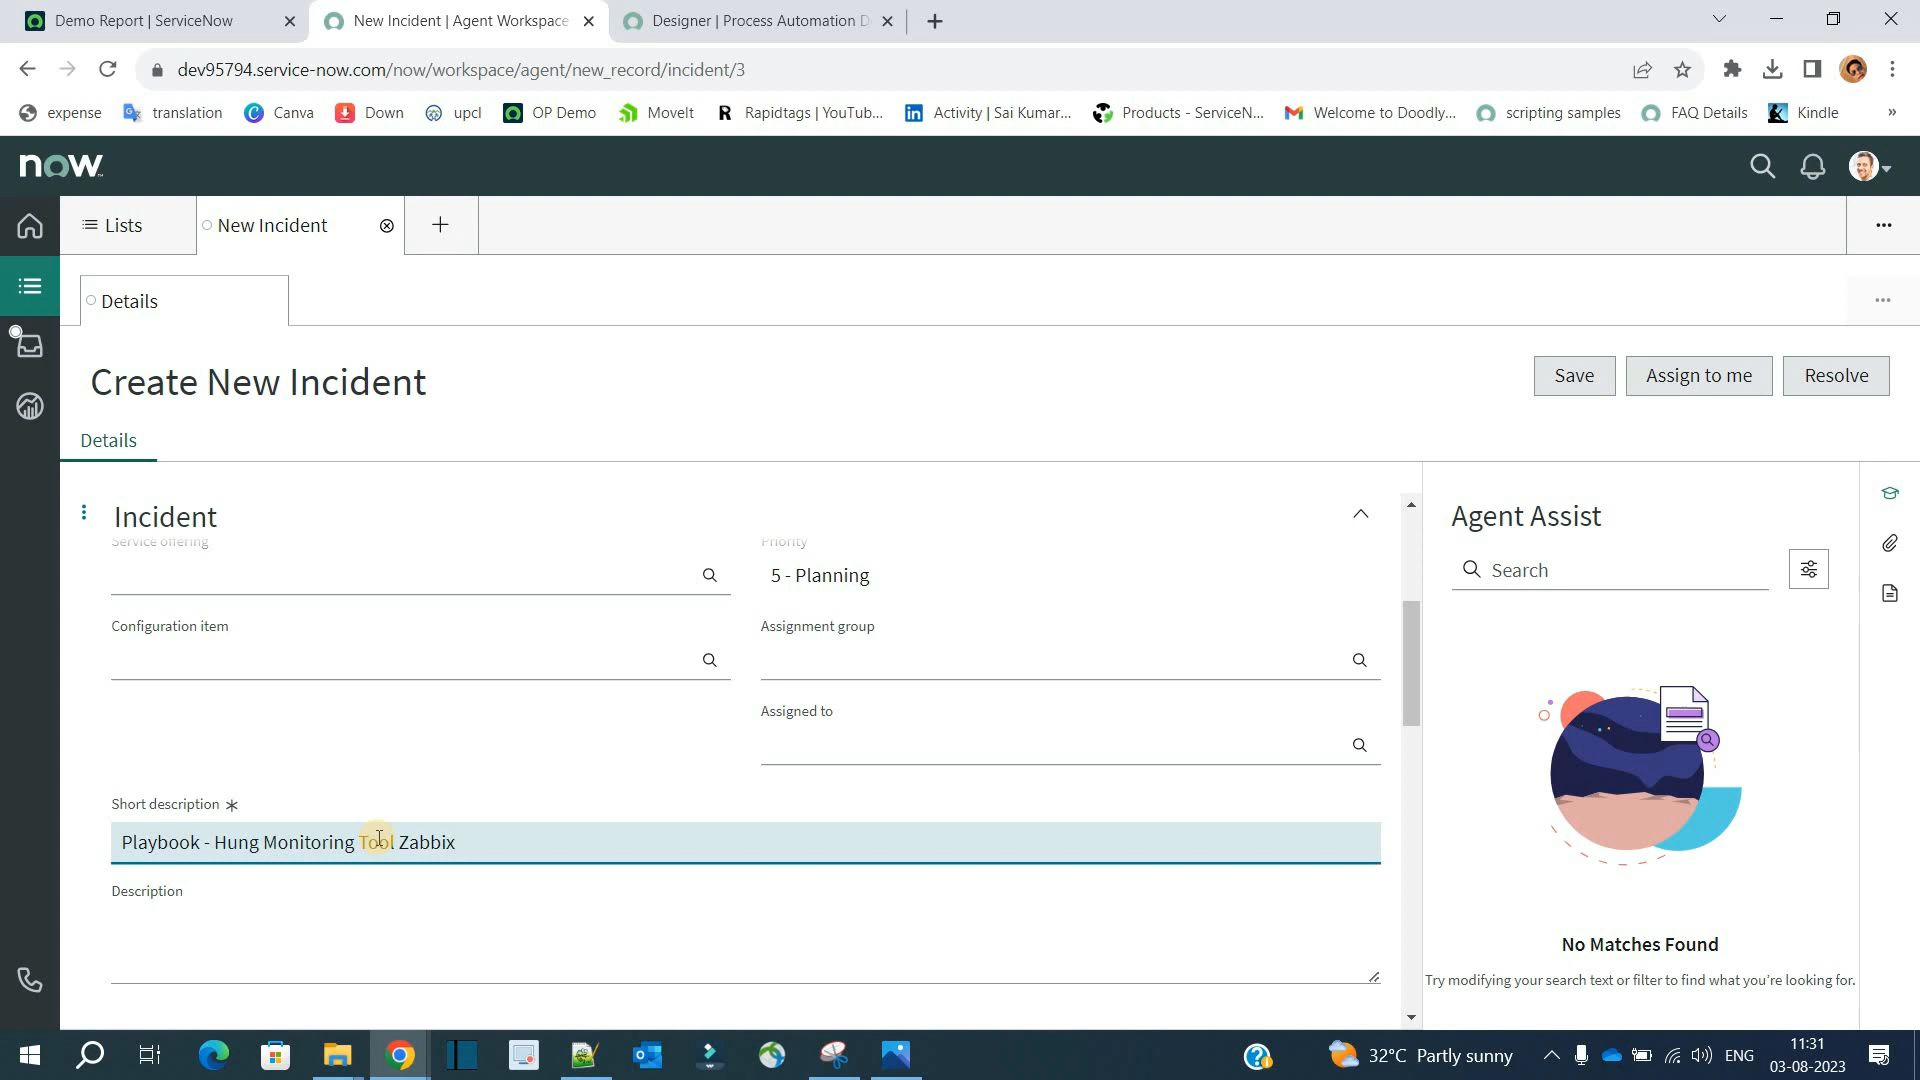 Demo Report | ServiceNow
New Incident | Agent Workspace
Designer | Process Automation D
dev95794.service-now.com/now/workspace/agent/new_record/incident/3
expense translation Canva Down upcl OP Demo MoveIt Rapidtags | YouTub... Activity | Sai Kumar... Products - ServiceN... Welcome to Doodly... scripting samples FAQ Details Kindle »
now
Lists
New Incident
Details
Create New Incident
Save
Assign to me
Resolve
Details
Incident
Service offering
Priority
5 - Planning
Configuration item
Assignment group
Assigned to
Short description
Playbook - Hung Monitoring Tool Zabbix
Description
Agent Assist
Search
No Matches Found
Try modifying your search text or filter to find what you're looking for.
32°C Partly sunny
ENG
11:31
03-08-2023